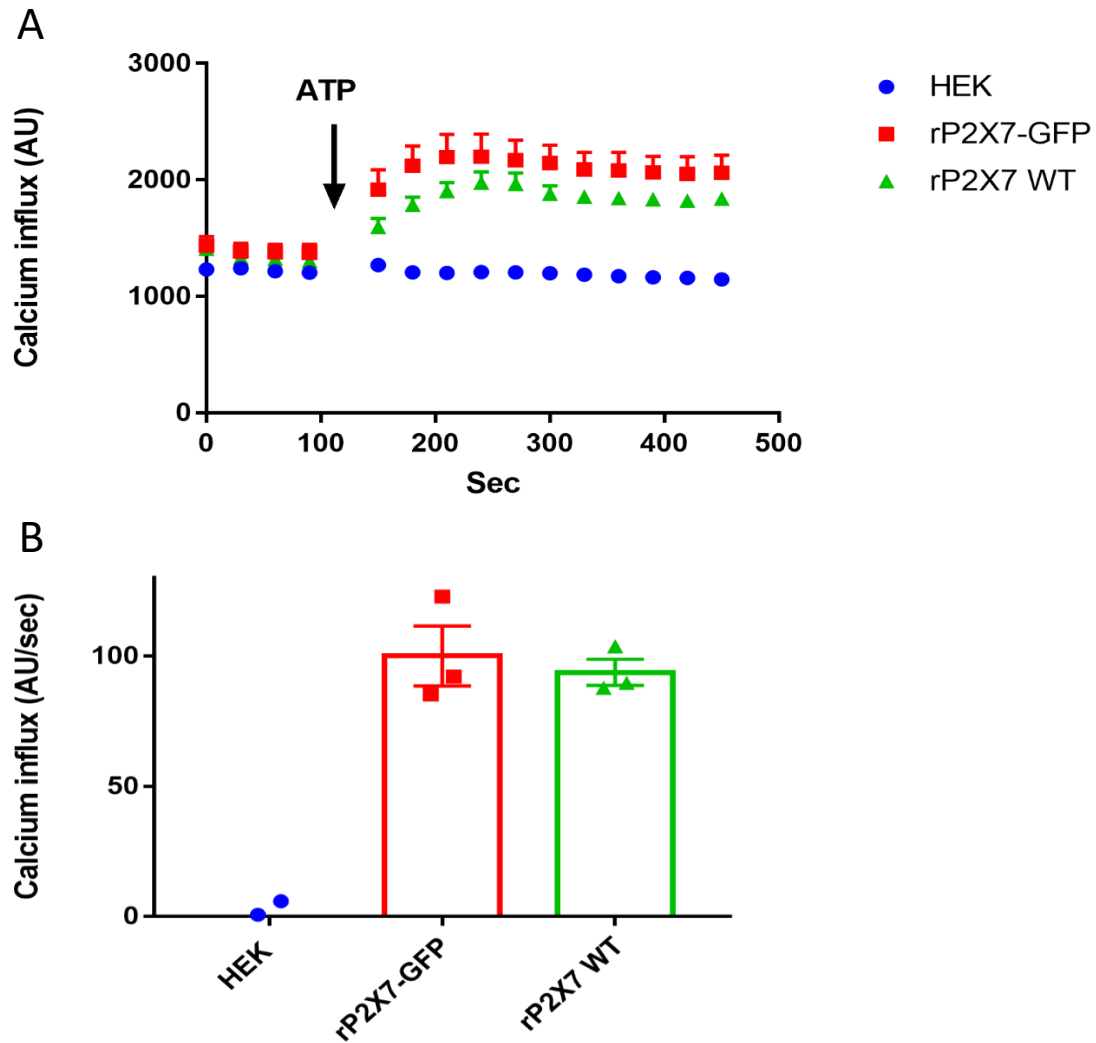 A
Calcium influx (AU)
3000
2000
1000
0
ATP
0 100 200 300 400 500
Sec
HEK
rP2X7-GFP
rP2X7 WT
B
Calcium influx (AU/sec)
100
50
0
HEK
rP2X7-GFP
rP2X7 WT